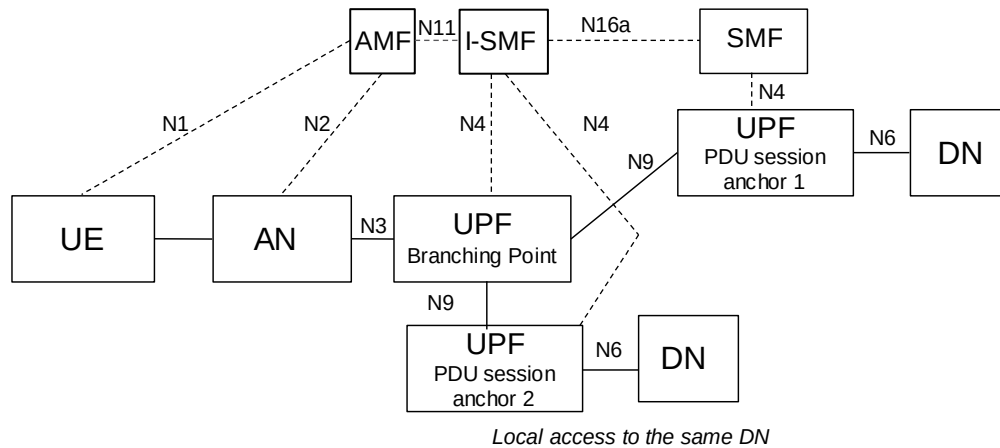 N11
N16a
AMF
I-SMF
SMF
N1
N2
N4
N4
N4
UPF
PDU session
anchor 1
N6
DN
N9
UE
AN
N3
UPF
Branching Point
N9
UPF
PDU session
anchor 2
N6
DN
Local access to the same DN